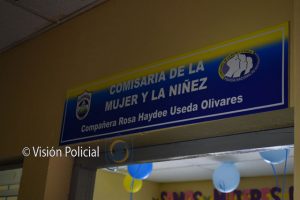 COMISARIA DE LA
MUJER Y LA NIÑEZ
Compañera Rosa Haydee Useda Olivares
© Visión Policial